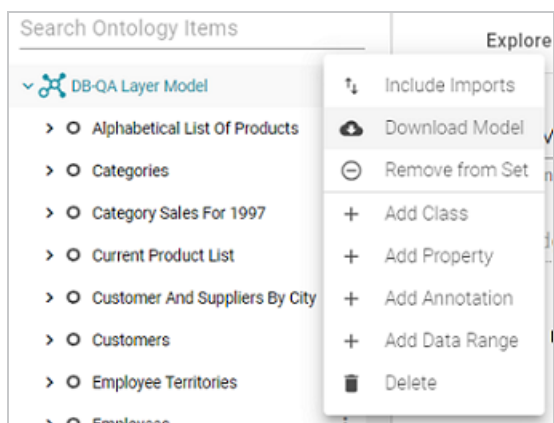 Search Ontology Items
Explore
DB-QA Layer Model
Include Imports
Alphabetical List Of Products
Download Model
Categories
Remove from Set
Category Sales For 1997
Add Class
Current Product List
Add Property
Customer And Suppliers By City
Add Annotation
Customers
Add Data Range
Employee Territories
Delete
Employees